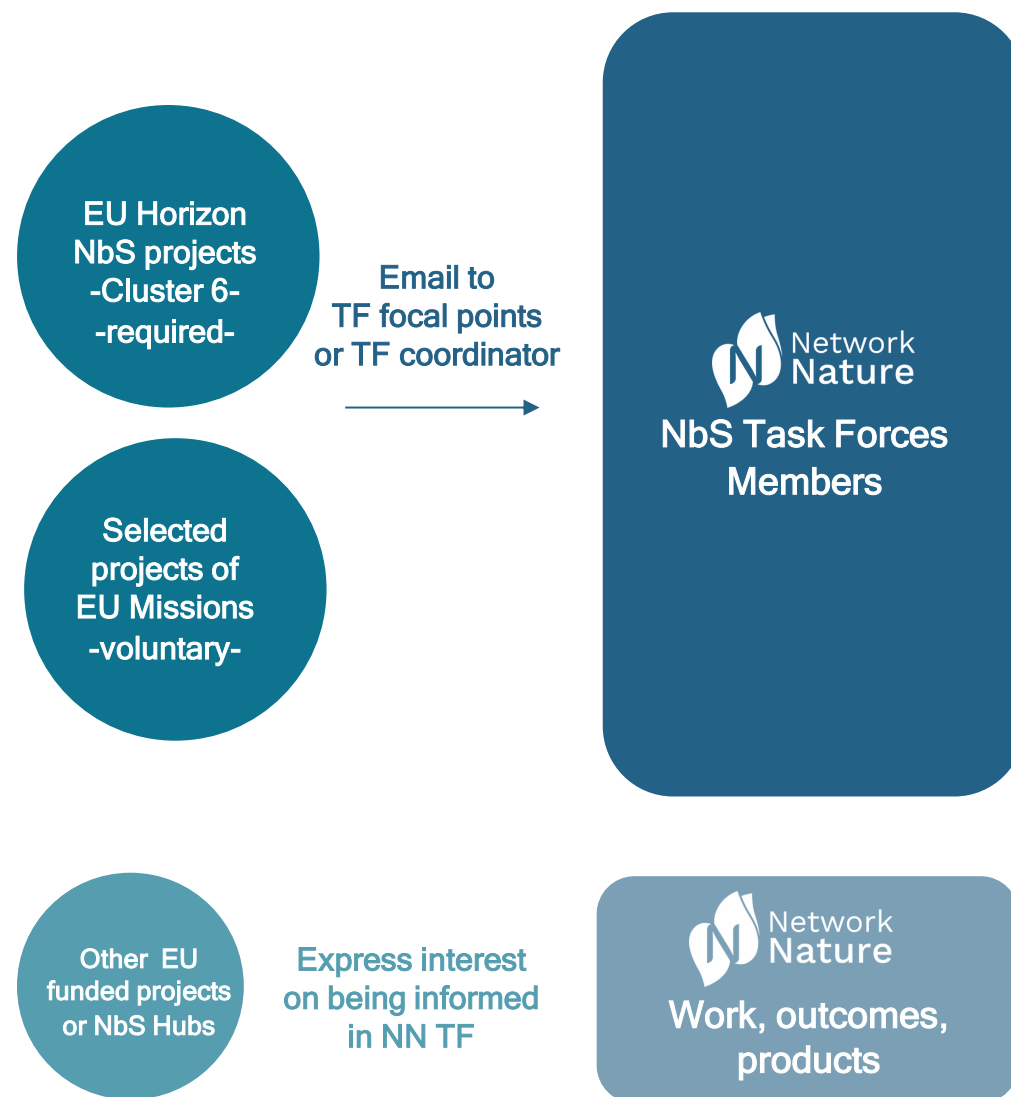 EU Horizon
NbS projects
-Cluster 6-
-required-
Email to
TF focal points
or TF coordinator
Network
Nature
NbS Task Forces
Members
Selected
projects of
EU Missions
-voluntary-
Other EU
funded projects
or NbS Hubs
Express interest
on being informed
in NN TF
Network
Nature
Work, outcomes,
products